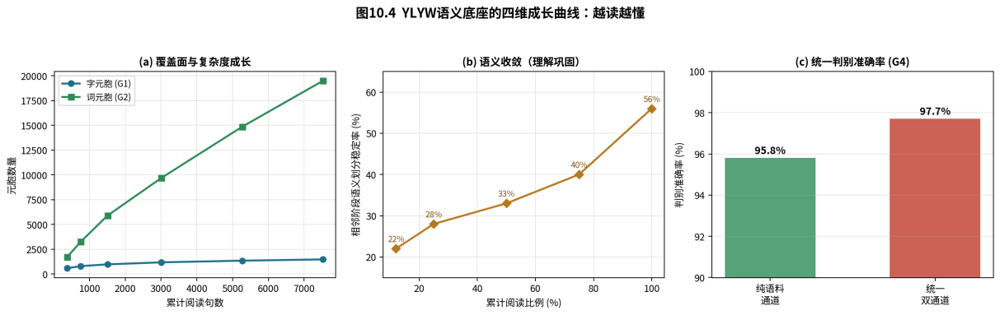 图10.4 YLYW语义底座的四维成长曲线：越读越懂
(a) 覆盖面与复杂度成长
元胞数量
20000
17500
15000
12500
10000
7500
5000
2500
0
字元胞 (G1)
词元胞 (G2)
1000 2000 3000 4000 5000 6000 7000
累计阅读句数
(b) 语义收敛（理解巩固）
相邻阶段语义划分稳定率 (%)
60
50
40
30
20
22%
28%
33%
40%
56%
20 40 60 80 100
累计阅读比例 (%)
(c) 统一判别准确率 (G4)
判别准确率 (%)
100
98
96
94
92
90
95.8%
97.7%
纯语料
通道
统一
双通道